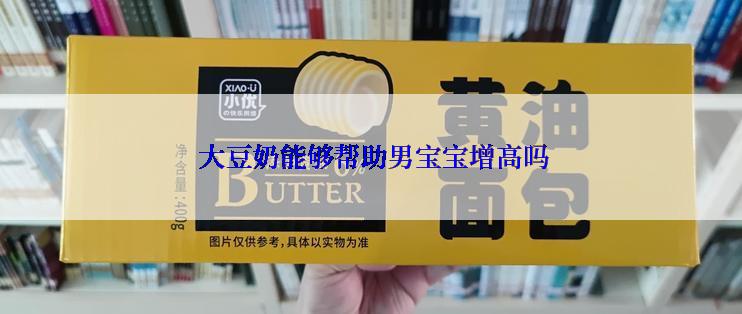 XIAO·U
小优
の快乐烘焙
黄油
面包
大豆奶能够帮助男宝宝增高吗
6%
BUTTER
净含量:400g
图片仅供参考,具体以实物为准